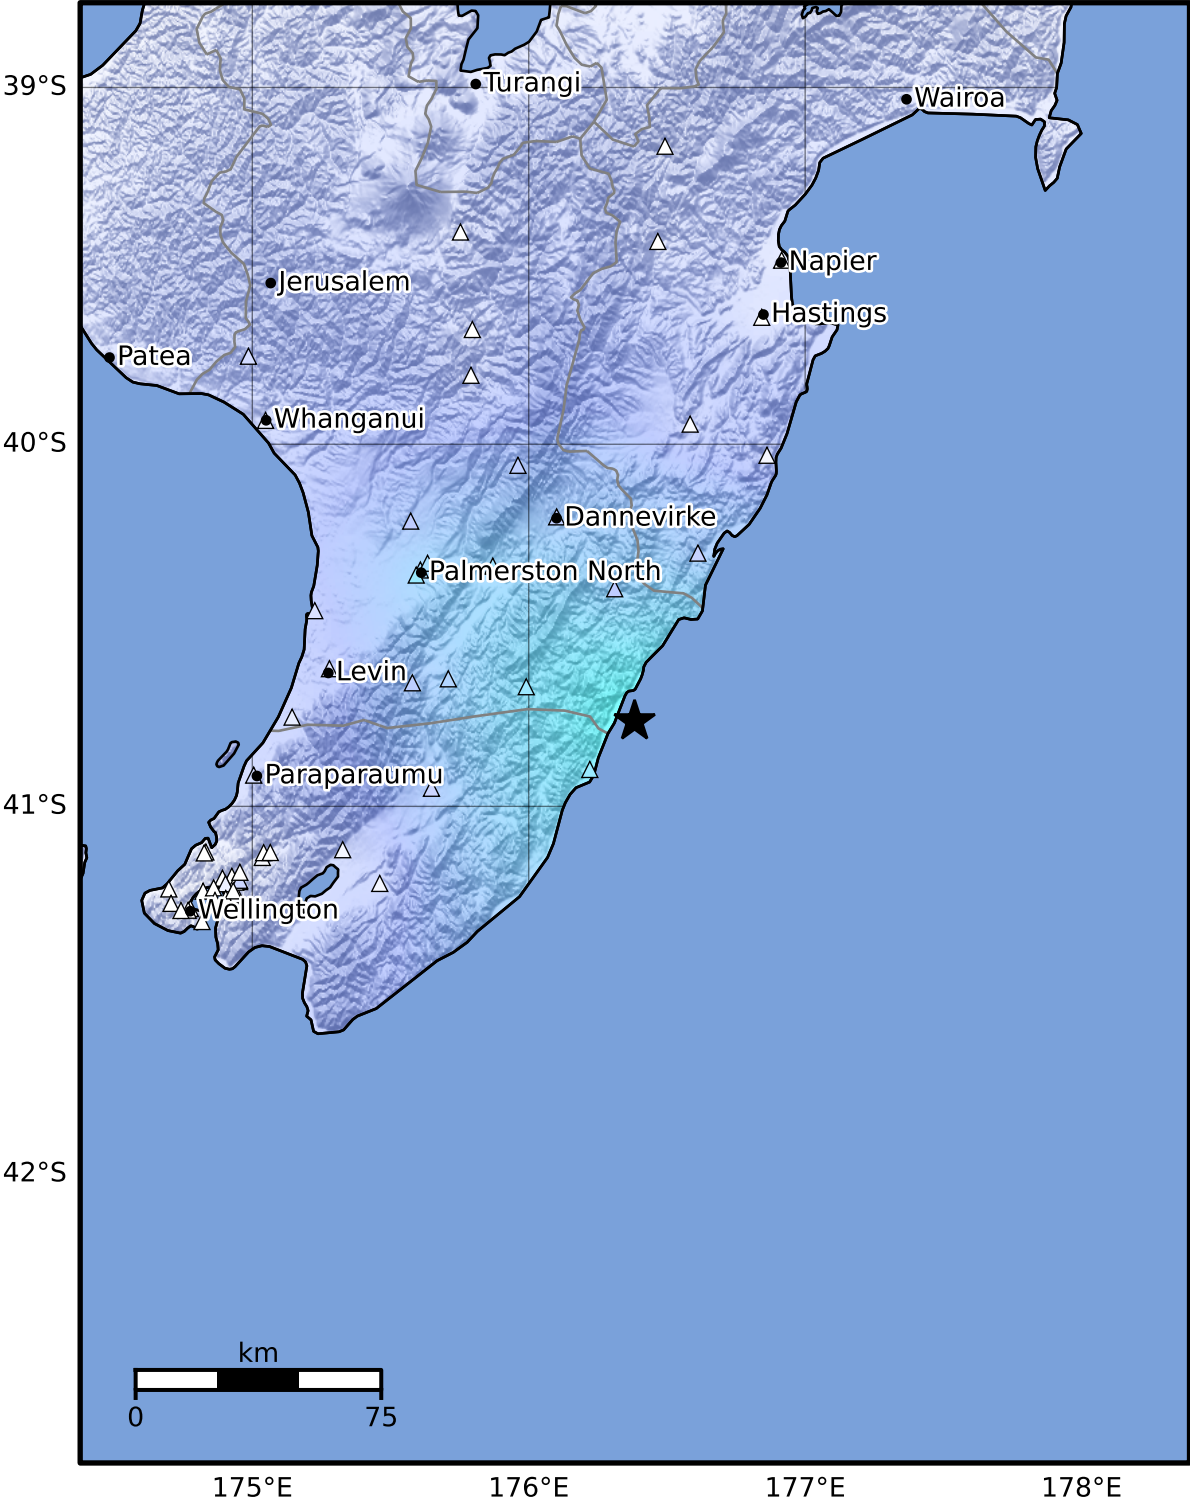 39°S
Turangi
Wairoa
Napier
Jerusalem
Hastings
Patea
Whanganui
40°S
Dannevirke
Palmerston North
Levin
Paraparaumu
41°S
Wellington
42°S
km
0 75
175°E 176°E 177°E 178°E